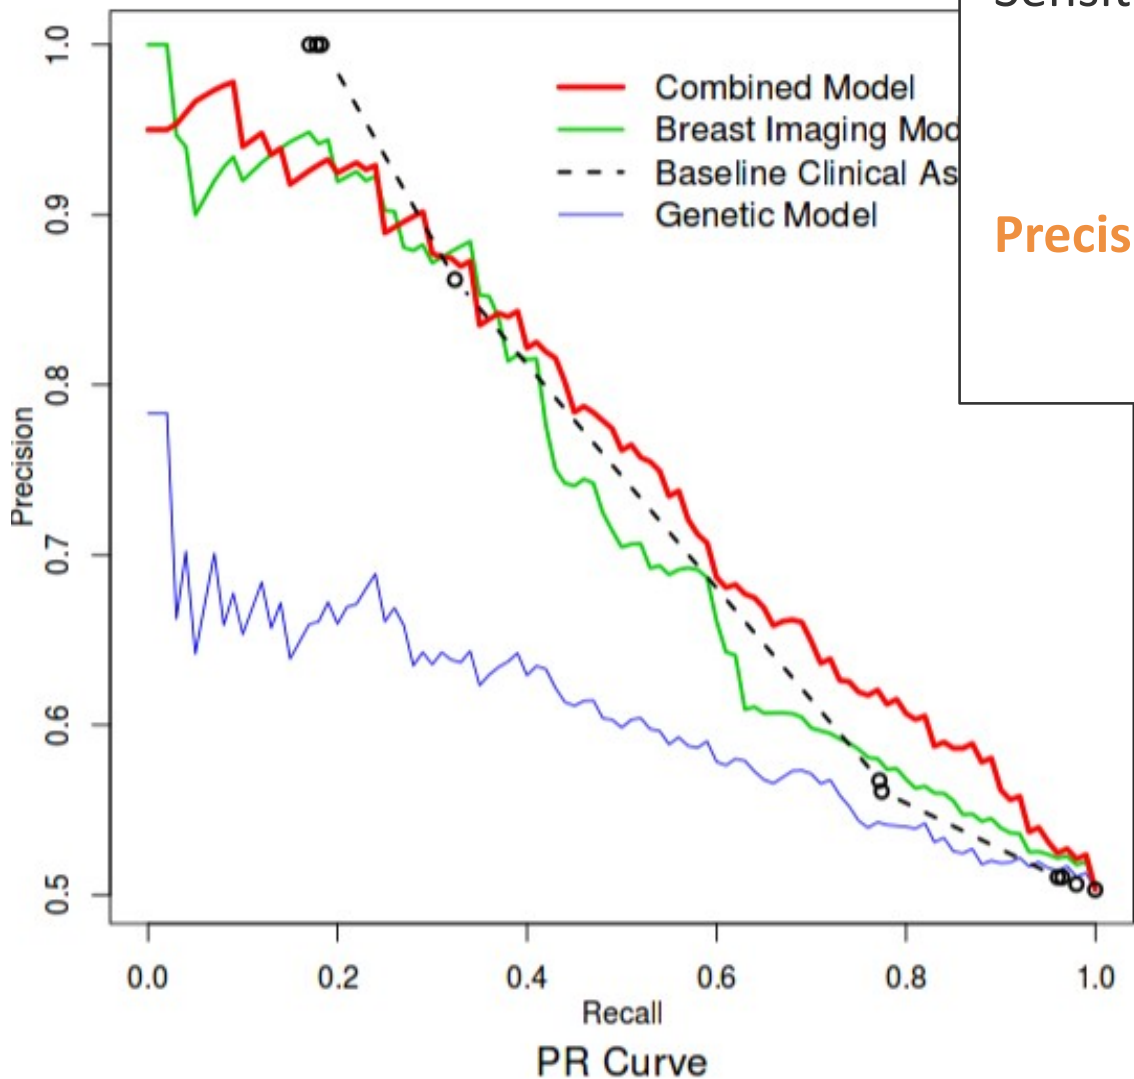 Precis
Combined Model
Breast Imaging Mod
Baseline Clinical As
Genetic Model
Precision
1.0
0.9
0.8
0.7
0.6
0.5
0.0 0.2 0.4 0.6 0.8 1.0
Recall
PR Curve